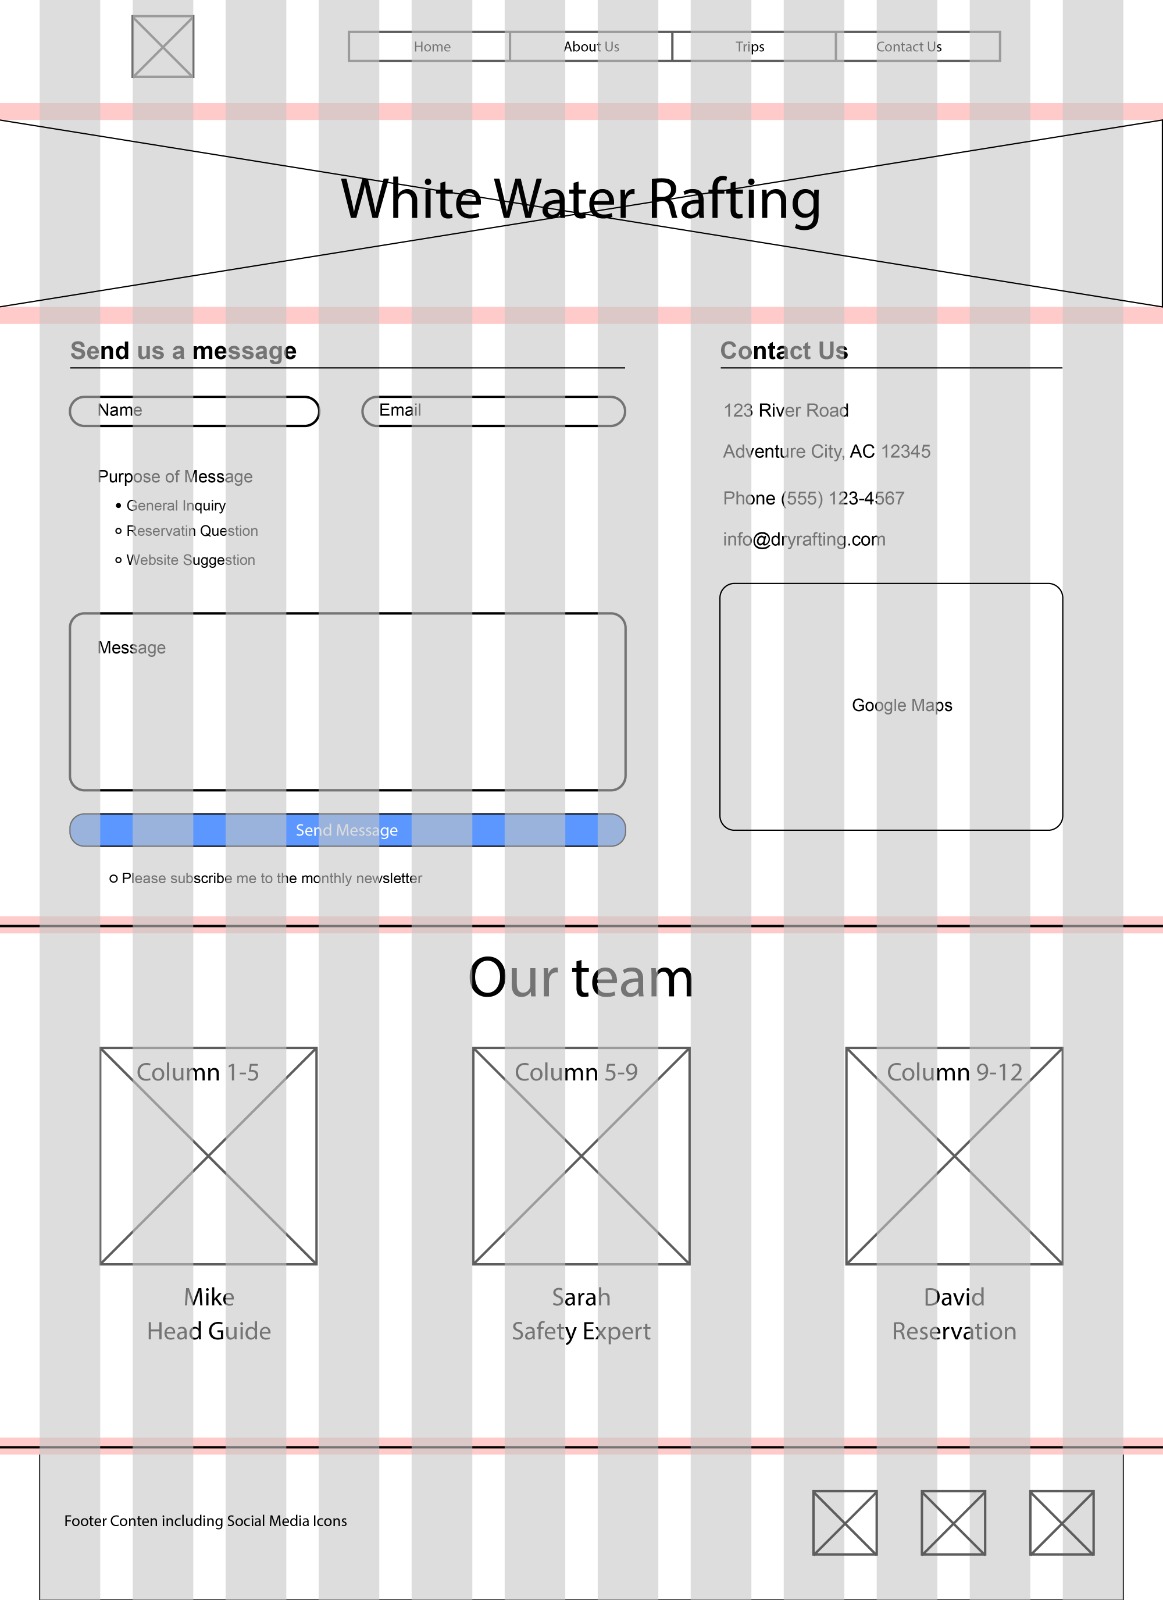 Home About Us Trips Contact Us
White Water Rafting
Send us a message
Name Email
Purpose of Message
General Inquiry
Reservatin Question
Website Suggestion
Message
Send Message
Please subscribe me to the monthly newsletter
Contact Us
123 River Road
Adventure City, AC 12345
Phone (555) 123-4567
info@dryrafting.com
Google Maps
Our team
Column 1-5
Mike
Head Guide
Column 5-9
Sarah
Safety Expert
Column 9-12
David
Reservation
Footer Conten including Social Media Icons